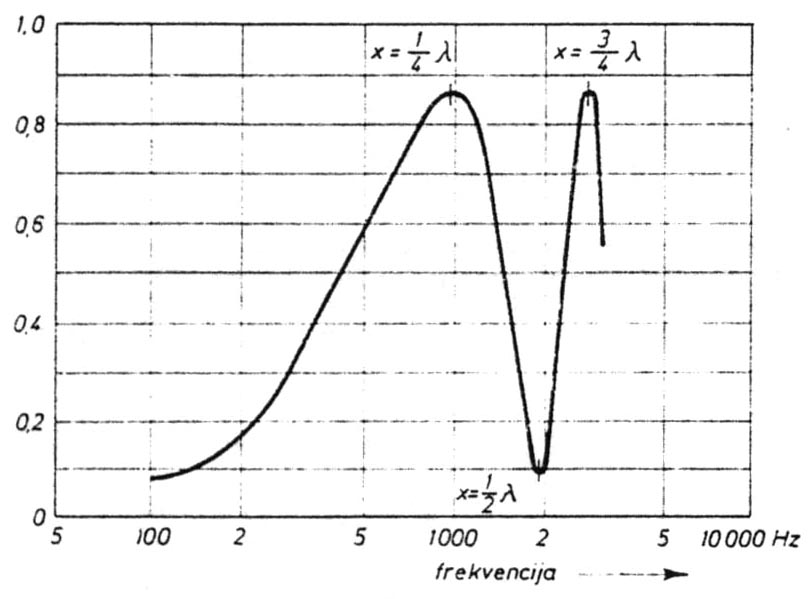 1,0
x = 1/4 λ
x = 3/4 λ
0,8
0,6
0,4
0,2
x = 1/2 λ
0
5 100 2 5 1000 2 5 10 000 Hz
frekvencija